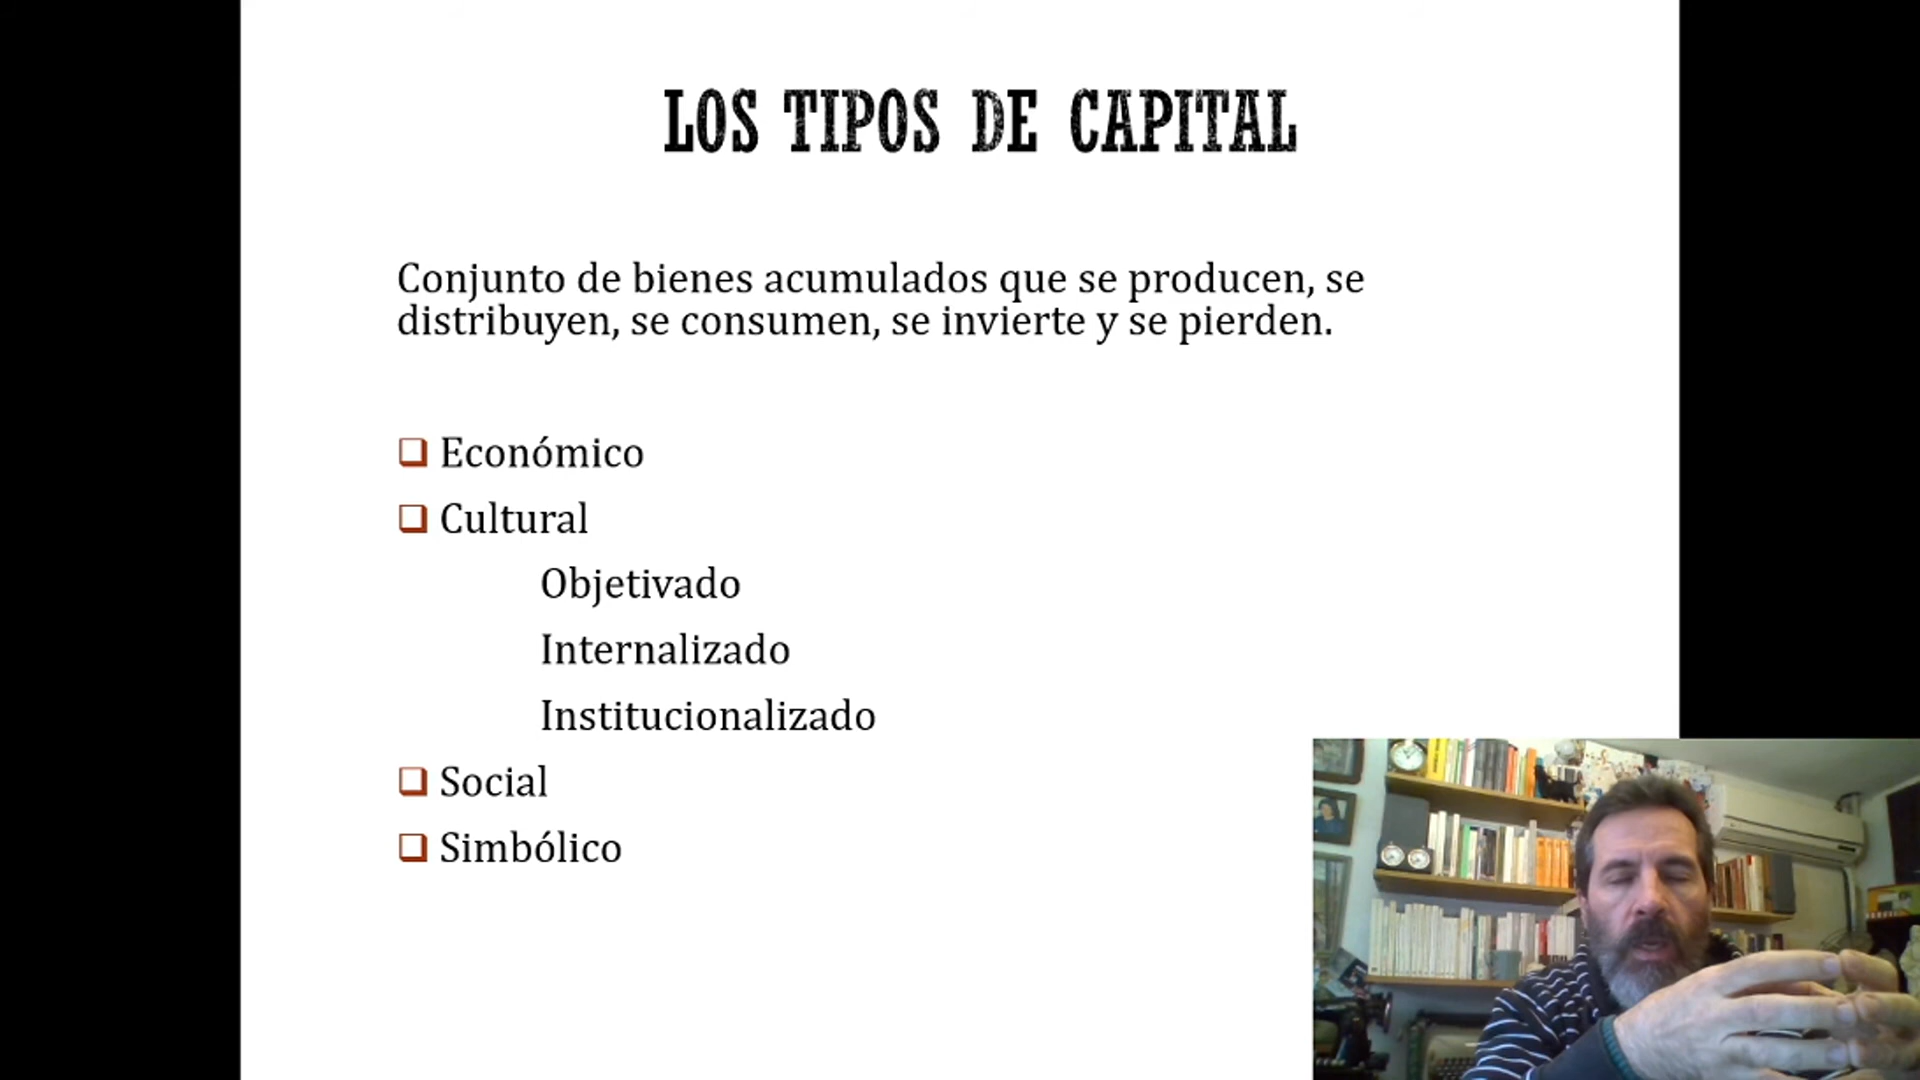 LOS TIPOS DE CAPITAL
Conjunto de bienes acumulados que se producen, se
distribuyen, se consumen, se invierte y se pierden.
Económico
Cultural
Objetivado
Internalizado
Institucionalizado
Social
Simbólico